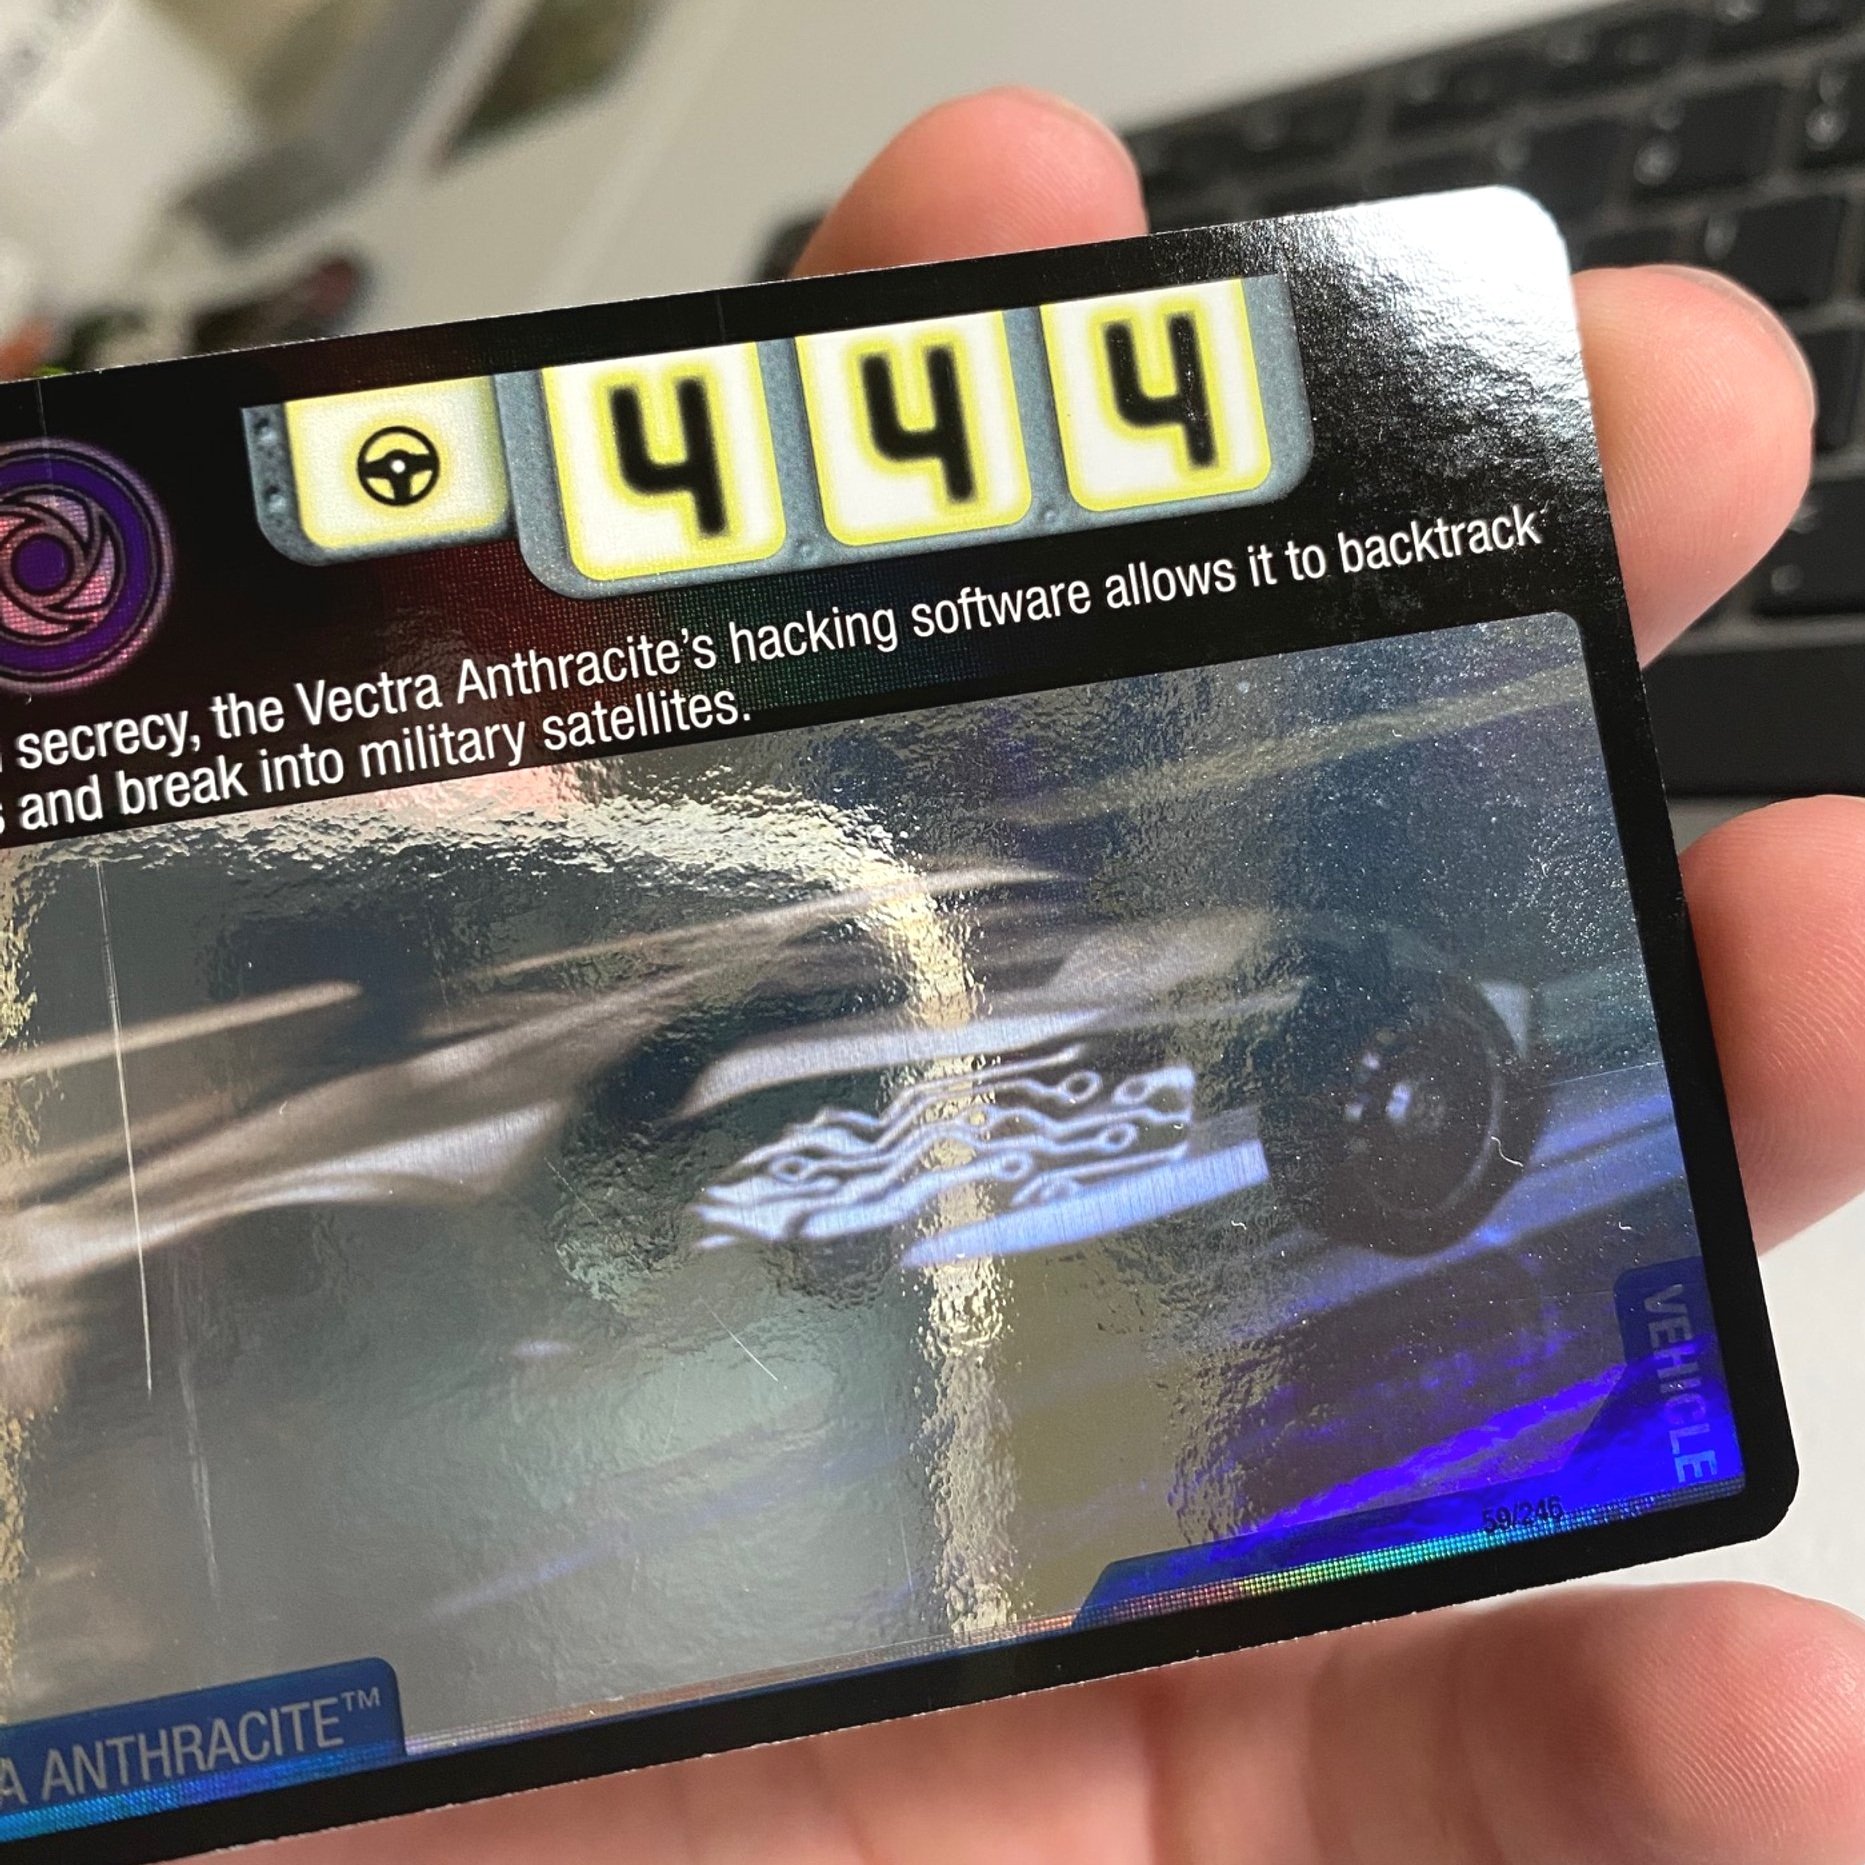 4 4 4
secrecy, the Vectra Anthracite's hacking software allows it to backtrack
and break into military satellites.
VEHICLE
59/246
A ANTHRACITE™